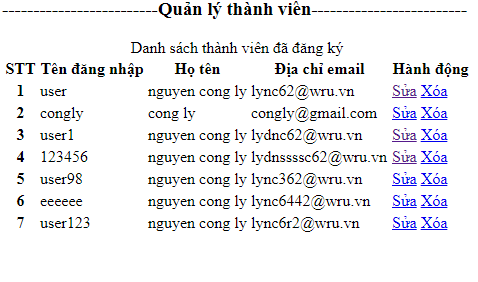 --------------------------Quản lý thành viên--------------------------
Danh sách thành viên đã đăng ký
STT Tên đăng nhập Họ tên Địa chỉ email Hành động
1 user nguyen cong ly lync62@wru.vn Sửa Xóa
2 congly cong ly congly@gmail.com Sửa Xóa
3 user1 nguyen cong ly lydnc62@wru.vn Sửa Xóa
4 123456 nguyen cong ly lydnssssc62@wru.vn Sửa Xóa
5 user98 nguyen cong ly lync362@wru.vn Sửa Xóa
6 eeeeee nguyen cong ly lync6442@wru.vn Sửa Xóa
7 user123 nguyen cong ly lync6r2@wru.vn Sửa Xóa